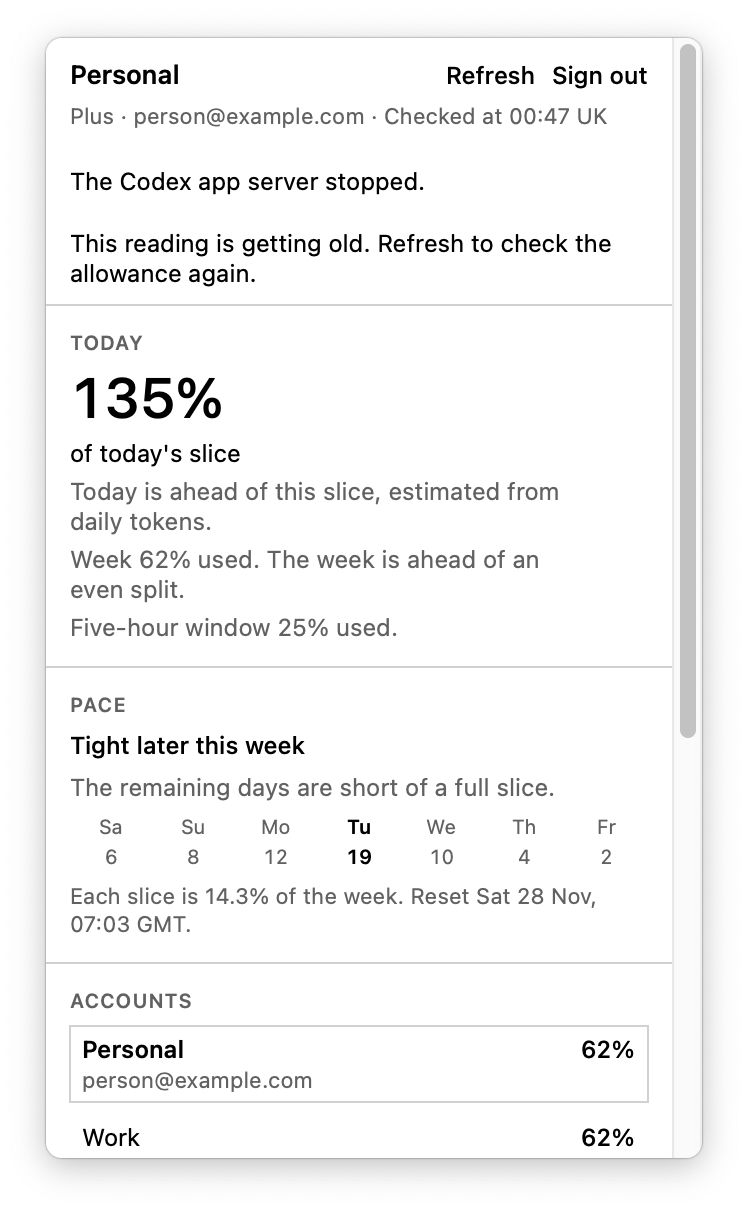 Personal Refresh Sign out
Plus · person@example.com · Checked at 00:47 UK
The Codex app server stopped.
This reading is getting old. Refresh to check the
allowance again.
TODAY
135%
of today's slice
Today is ahead of this slice, estimated from
daily tokens.
Week 62% used. The week is ahead of an
even split.
Five-hour window 25% used.
PACE
Tight later this week
The remaining days are short of a full slice.
Sa Su Mo Tu We Th Fr
6 8 12 19 10 4 2
Each slice is 14.3% of the week. Reset Sat 28 Nov,
07:03 GMT.
ACCOUNTS
Personal 62%
person@example.com
Work 62%